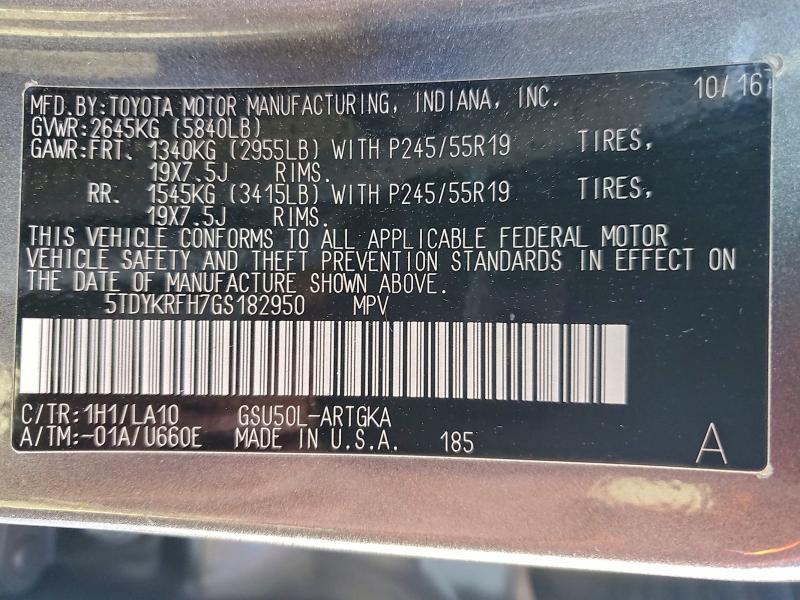 MFD. BY: TOYOTA MOTOR MANUFACTURING, INDIANA, INC. 10/16
GVWR: 2645KG (5840LB)
GAWR: FRT. 1340KG (2955LB) WITH P245/55R19 TIRES,
19X7.5J RIMS.
RR. 1545KG (3415LB) WITH P245/55R19 TIRES,
19X7.5J RIMS.
THIS VEHICLE CONFORMS TO ALL APPLICABLE FEDERAL MOTOR
VEHICLE SAFETY AND THEFT PREVENTION STANDARDS IN EFFECT ON
THE DATE OF MANUFACTURE SHOWN ABOVE.
5TDYKRFH7GS182950 MPV
C/TR: 1H1/LA10 GSU50L-ARTGKA
A/TM: -01A/U660E MADE IN U.S.A. 185 A